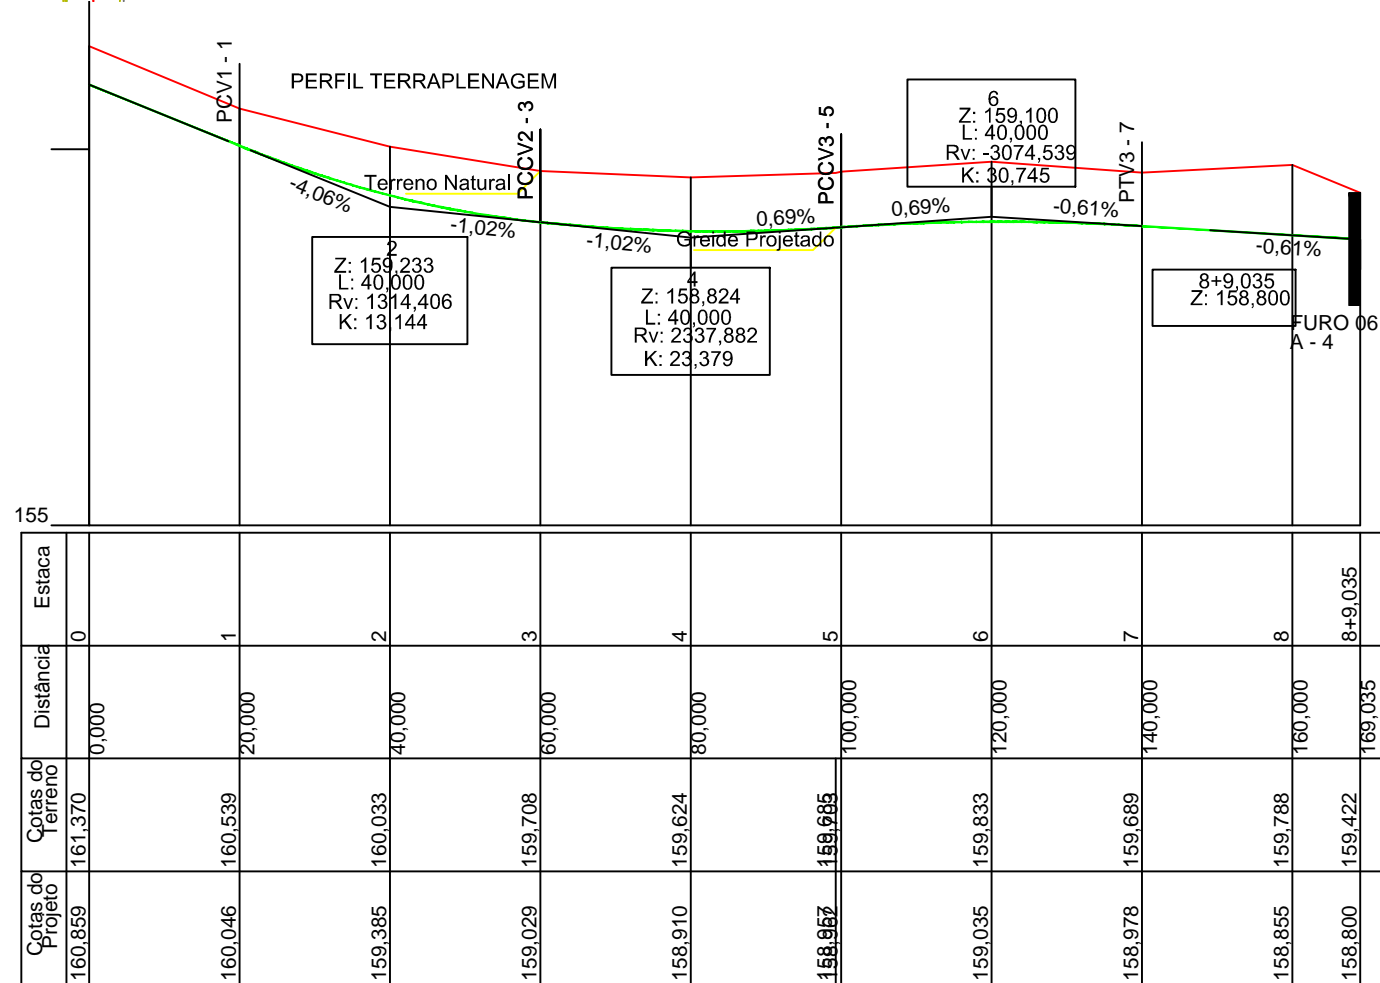 PERFIL TERRAPLENAGEM
PCV1 - 1
PCCV2 - 3
PCCV3 - 5
PTV3 - 7
Terreno Natural
Greide Projetado
-4,06%
-1,02%
-1,02%
0,69%
0,69%
-0,61%
-0,61%
2
Z: 159,233
L: 40,000
Rv: 1314,406
K: 13,144
4
Z: 158,824
L: 40,000
Rv: 2337,882
K: 23,379
6
Z: 159,100
L: 40,000
Rv: -3074,539
K: 30,745
8+9,035
Z: 158,800
FURO 06
A - 4
155
Estaca
0
1
2
3
4
5
6
7
8
8+9,035
Distância
0,000
20,000
40,000
60,000
80,000
100,000
120,000
140,000
160,000
169,035
Cotas do
Terreno
161,370
160,539
160,033
159,708
159,624
159,833
159,689
159,788
159,422
Cotas do
Projeto
160,859
160,046
159,385
159,029
158,910
159,035
158,978
158,855
158,800